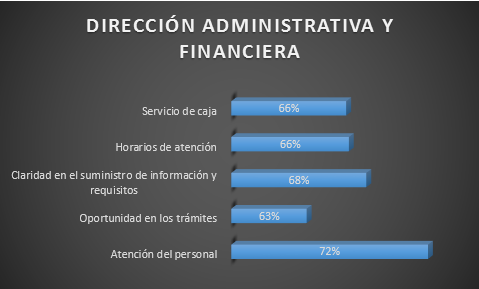 DIRECCIÓN ADMINISTRATIVA Y
FINANCIERA
Servicio de caja
66%
Horarios de atención
66%
Claridad en el suministro de información y
requisitos
68%
Oportunidad en los trámites
63%
Atención del personal
72%